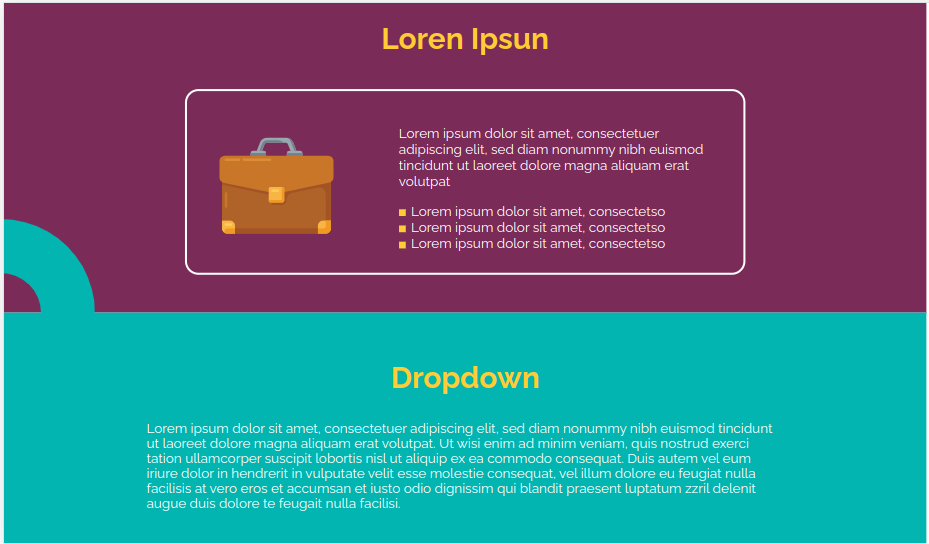 Loren Ipsun
Lorem ipsum dolor sit amet, consectetuer
adipiscing elit, sed diam nonummy nibh euismod
tincidunt ut laoreet dolore magna aliquam erat
volutpat
Lorem ipsum dolor sit amet, consectetso
Lorem ipsum dolor sit amet, consectetso
Lorem ipsum dolor sit amet, consectetso
Dropdown
Lorem ipsum dolor sit amet, consectetuer adipiscing elit, sed diam nonummy nibh euismod tincidunt
ut laoreet dolore magna aliquam erat volutpat. Ut wisi enim ad minim veniam, quis nostrud exerci
tation ullamcorper suscipit lobortis nisl ut aliquip ex ea commodo consequat. Duis autem vel eum
iriure dolor in hendrerit in vulputate velit esse molestie consequat, vel illum dolore eu feugiat nulla
facilisis at vero eros et accumsan et iusto odio dignissim qui blandit praesent luptatum zzril delenit
augue duis dolore te feugait nulla facilisi.